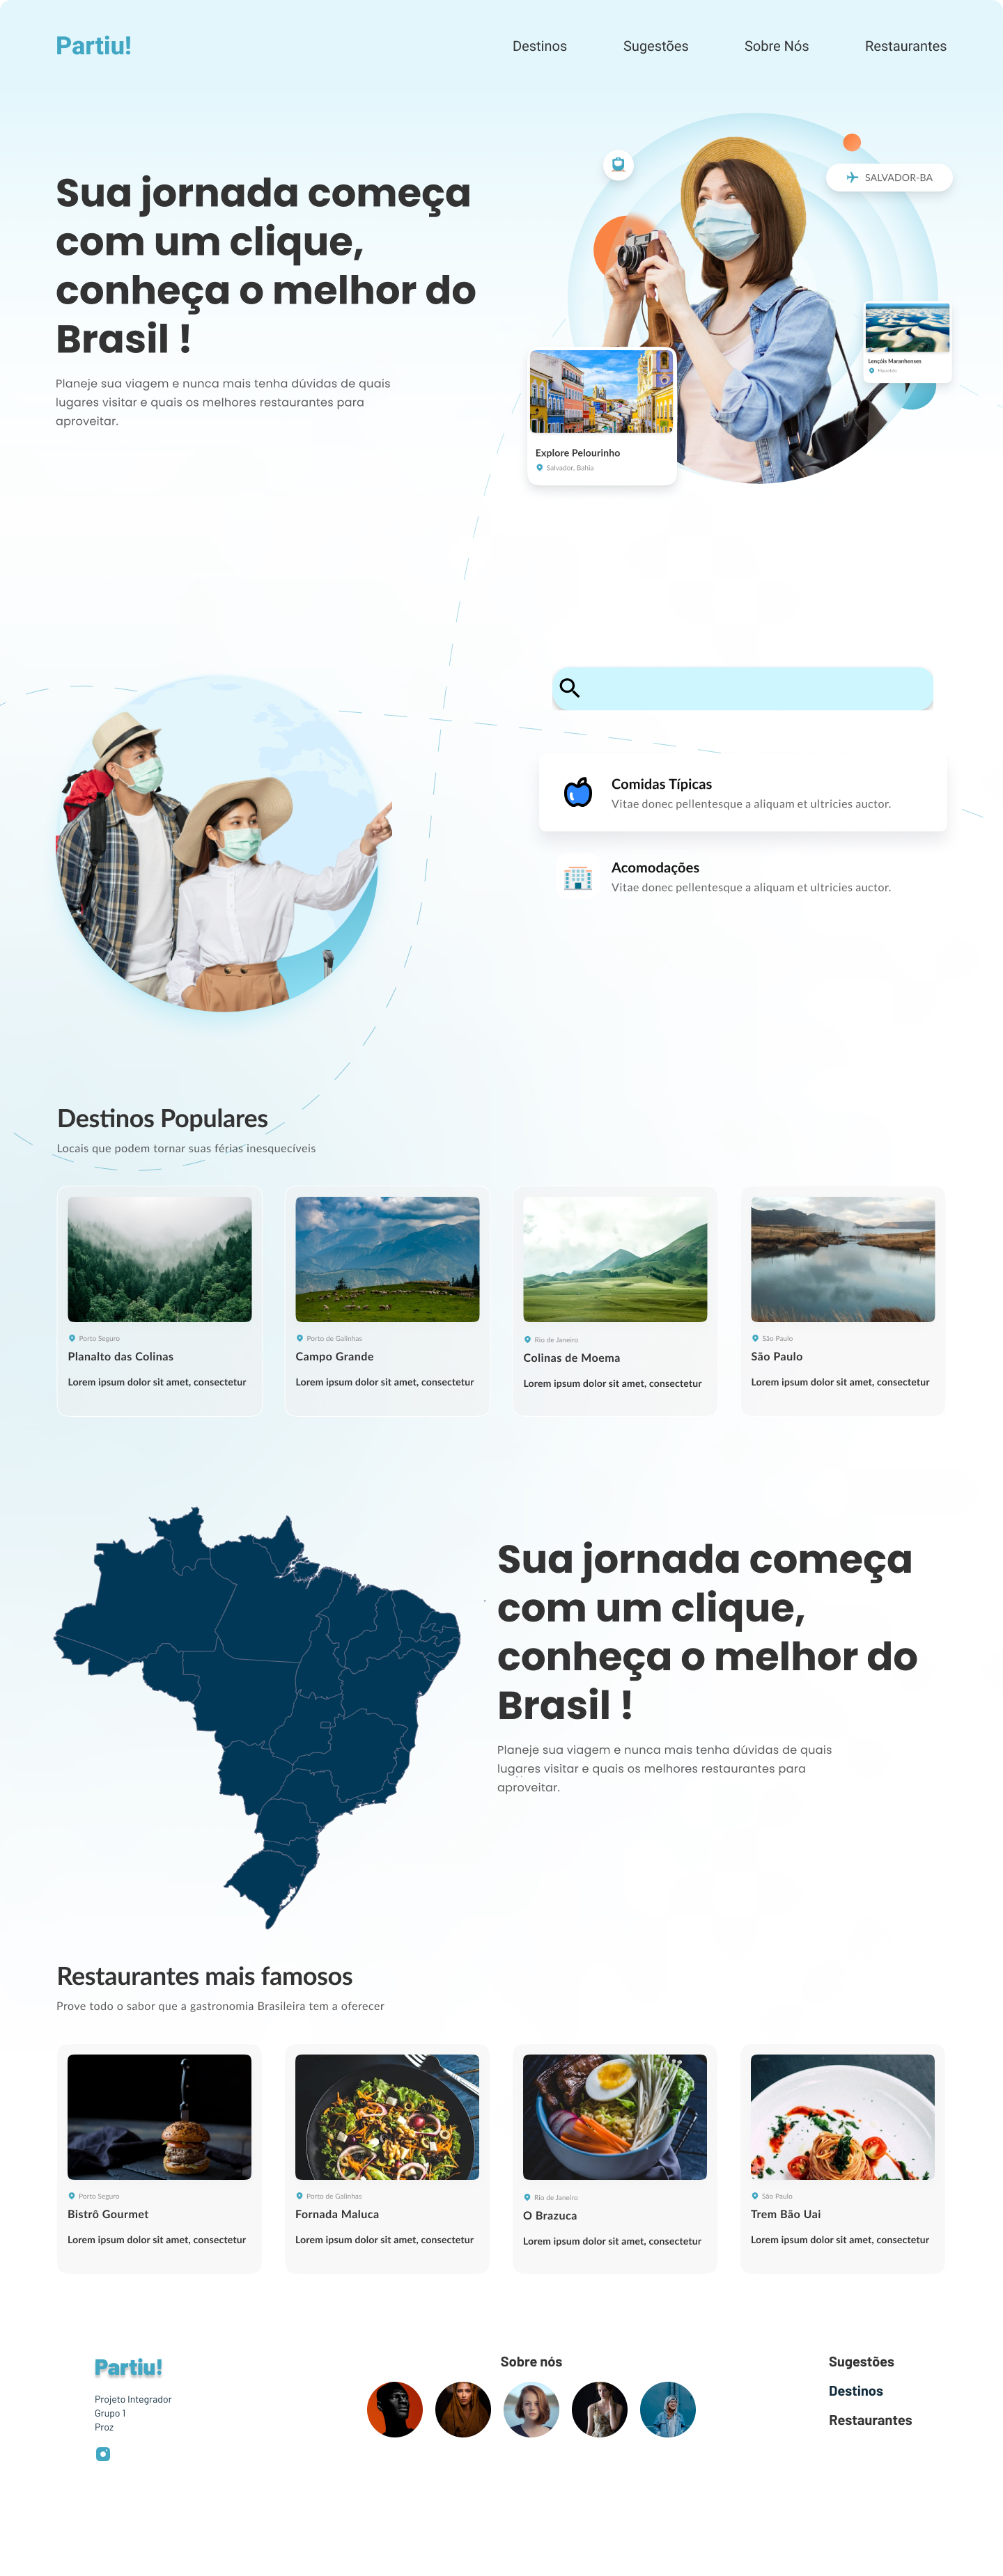 Partiu!
Destinos
Sugestões
Sobre Nós
Restaurantes
SALVADOR-BA
Sua jornada começa
com um clique,
conheça o melhor do
Brasil !
Planeje sua viagem e nunca mais tenha dúvidas de quais
lugares visitar e quais os melhores restaurantes para
aproveitar.
Lençóis Maranhenses
Maranhão
Explore Pelourinho
Salvador, Bahia
Comidas Típicas
Vitae donec pellentesque a aliquam et ultricies auctor.
Acomodações
Vitae donec pellentesque a aliquam et ultricies auctor.
Destinos Populares
Locais que podem tornar suas férias inesquecíveis
Porto Seguro
Planalto das Colinas
Lorem ipsum dolor sit amet, consectetur
Porto de Galinhas
Campo Grande
Lorem ipsum dolor sit amet, consectetur
Rio de Janeiro
Colinas de Moema
Lorem ipsum dolor sit amet, consectetur
São Paulo
São Paulo
Lorem ipsum dolor sit amet, consectetur
Sua jornada começa
com um clique,
conheça o melhor do
Brasil !
Planeje sua viagem e nunca mais tenha dúvidas de quais
lugares visitar e quais os melhores restaurantes para
aproveitar.
Restaurantes mais famosos
Prove todo o sabor que a gastronomia Brasileira tem a oferecer
Porto Seguro
Bistrô Gourmet
Lorem ipsum dolor sit amet, consectetur
Porto de Galinhas
Fornada Maluca
Lorem ipsum dolor sit amet, consectetur
Rio de Janeiro
O Brazuca
Lorem ipsum dolor sit amet, consectetur
São Paulo
Trem Bão Uai
Lorem ipsum dolor sit amet, consectetur
Partiu!
Projeto Integrador
Grupo 1
Proz
Sobre nós
Sugestões
Destinos
Restaurantes